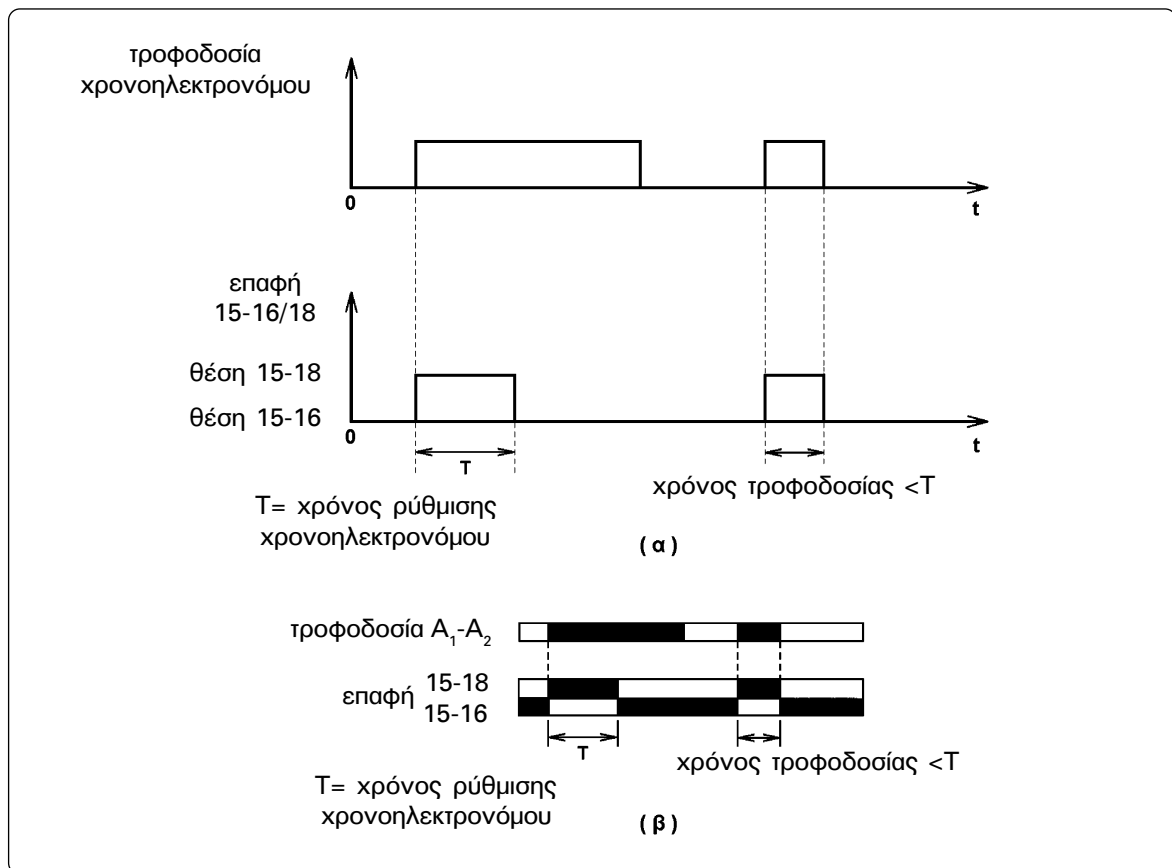 τροφοδοσία
χρονοηλεκτρονόμου
0
t
επαφή
15-16/18
θέση 15-18
θέση 15-16
0
t
T
T= χρόνος ρύθμισης
χρονοηλεκτρονόμου
χρόνος τροφοδοσίας <T
( α )
τροφοδοσία A₁-A₂
επαφή 15-18
15-16
T
χρόνος τροφοδοσίας <T
T= χρόνος ρύθμισης
χρονοηλεκτρονόμου
( β )